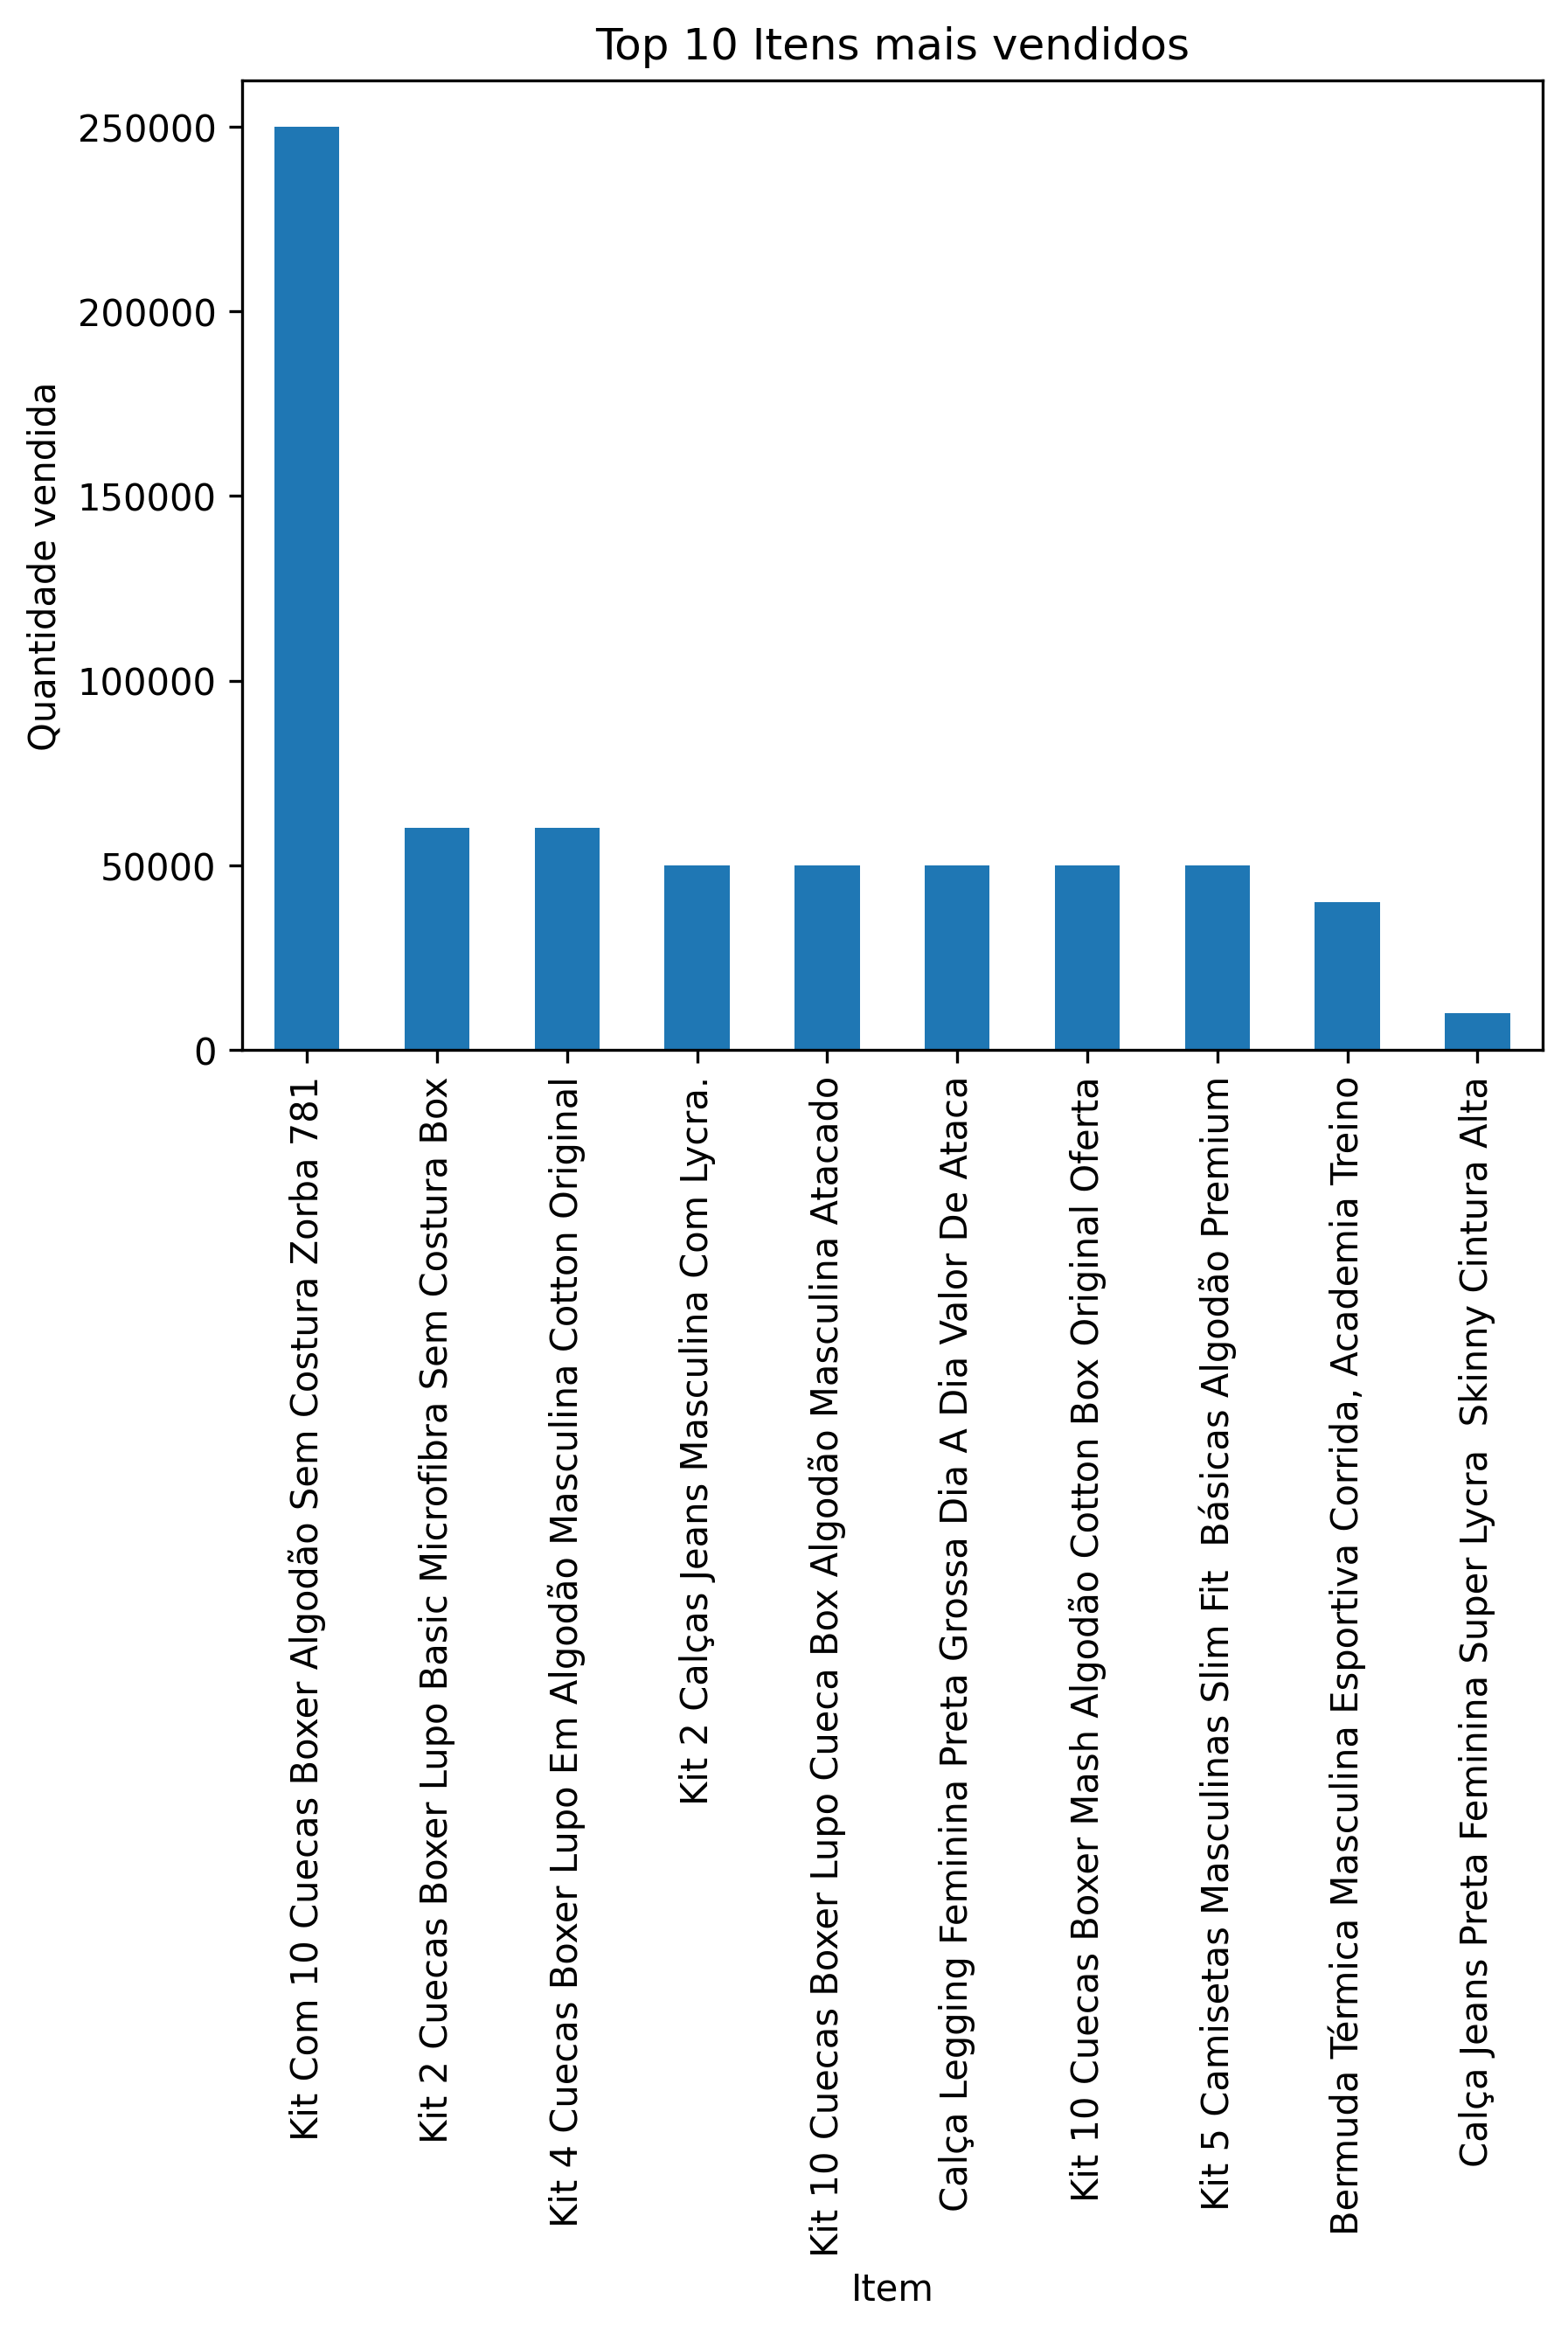 Top 10 Itens mais vendidos
Quantidade vendida
250000
200000
150000
100000
50000
0
Kit Com 10 Cuecas Boxer Algodão Sem Costura Zorba 781
Kit 2 Cuecas Boxer Lupo Basic Microfibra Sem Costura Box
Kit 4 Cuecas Boxer Lupo Em Algodão Masculina Cotton Original
Kit 2 Calças Jeans Masculina Com Lycra.
Kit 10 Cuecas Boxer Lupo Cueca Box Algodão Masculina Atacado
Calça Legging Feminina Preta Grossa Dia A Dia Valor De Ataca
Kit 10 Cuecas Boxer Mash Algodão Cotton Box Original Oferta
Kit 5 Camisetas Masculinas Slim Fit  Básicas Algodão Premium
Bermuda Térmica Masculina Esportiva Corrida, Academia Treino
Calça Jeans Preta Feminina Super Lycra  Skinny Cintura Alta
Item